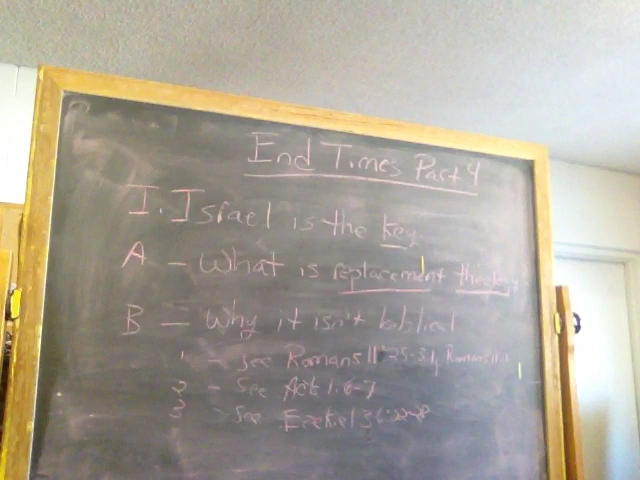 End Times Part 4
I. Israel is the key
A - What is replacement theology
B - Why it isn't biblical
1 - see Romans 11:25-31, Romans 11:1
2 - See Acts 1:6-7
3 - See Ezekiel 36:22-28